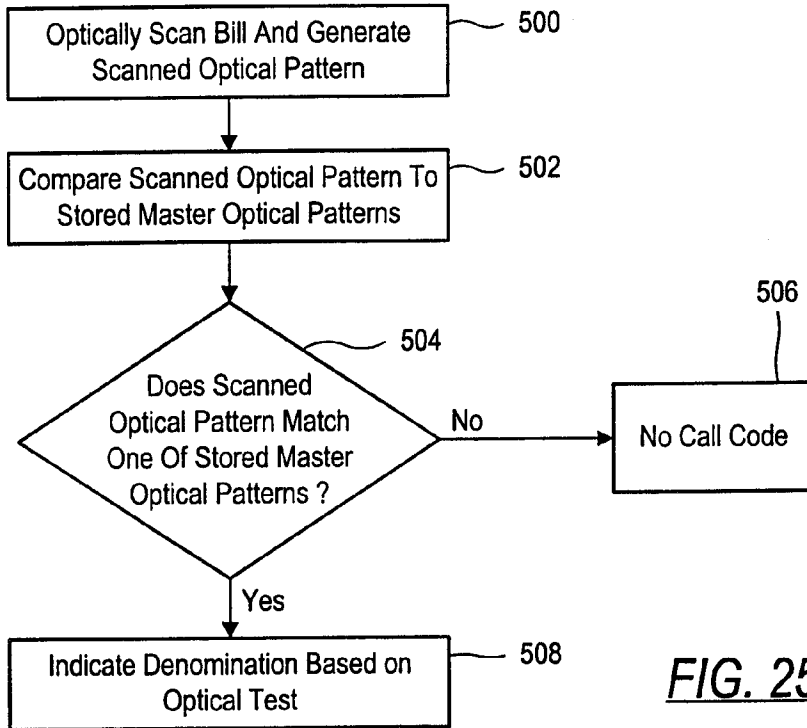 Optically Scan Bill And Generate
Scanned Optical Pattern
500
Compare Scanned Optical Pattern To
Stored Master Optical Patterns
502
Does Scanned
Optical Pattern Match
One Of Stored Master
Optical Patterns ?
504
No
506
No Call Code
Yes
Indicate Denomination Based on
Optical Test
508
FIG. 25